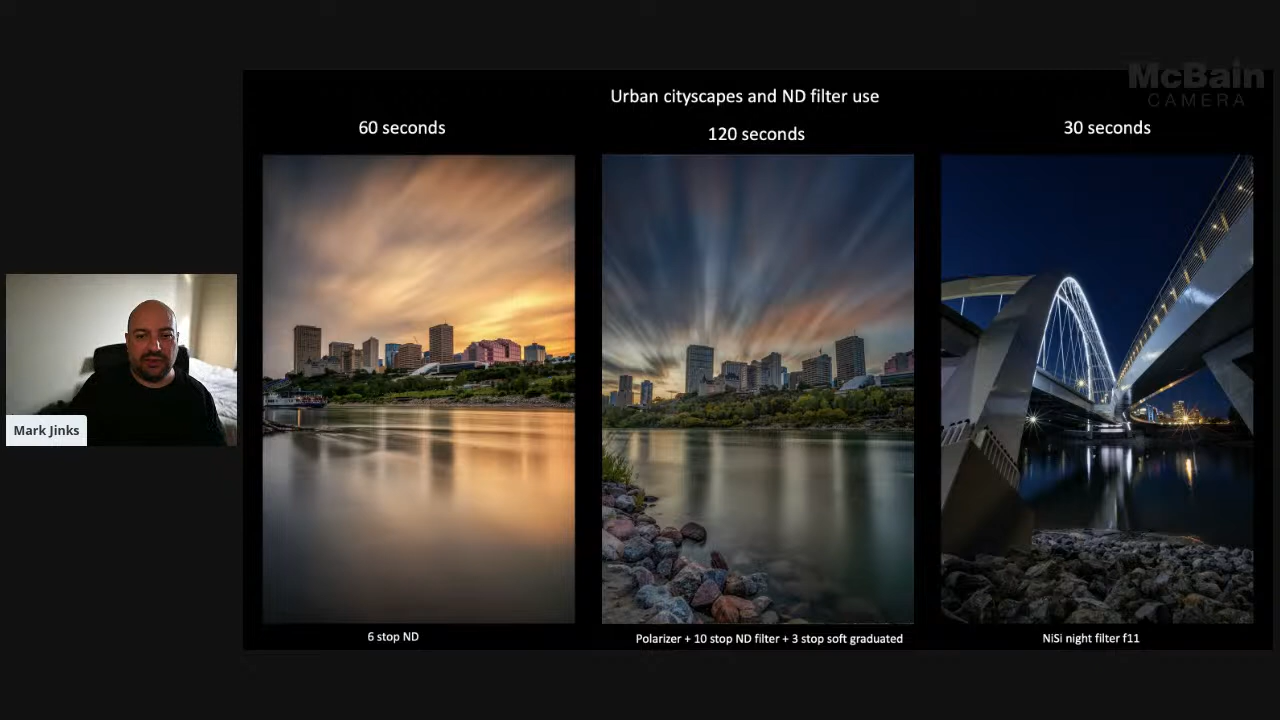 McBain
CAMERA
Urban cityscapes and ND filter use
60 seconds
120 seconds
30 seconds
Mark Jinks
6 stop ND
Polarizer + 10 stop ND filter + 3 stop soft graduated
NiSi night filter f11